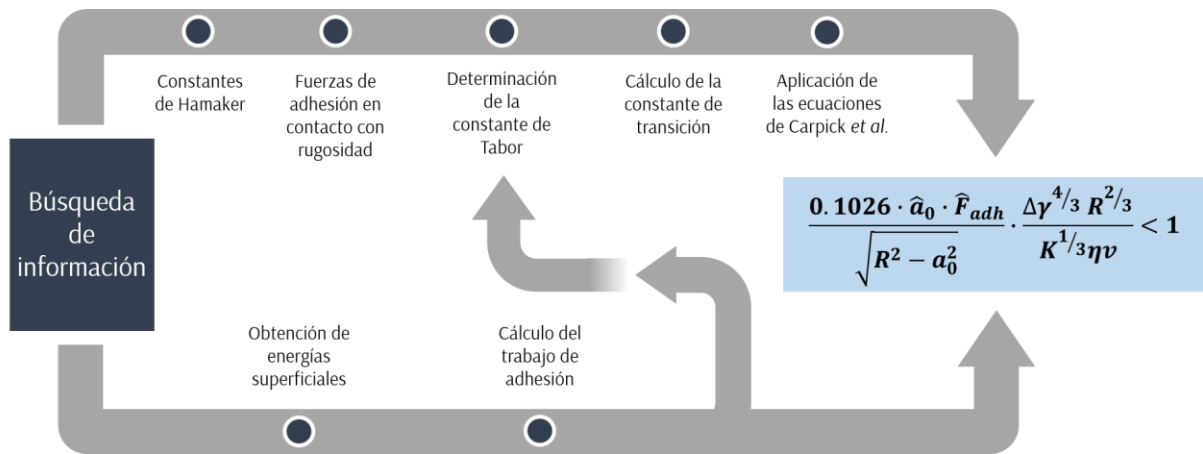 Constantes
de Hamaker
Fuerzas de
adhesión en
contacto con
rugosidad
Determinación
de la
constante de
Tabor
Cálculo de la
constante de
transición
Aplicación de
las ecuaciones
de Carpick et al.
Búsqueda
de
información
0.1026 · â₀ · F̂_adh / √(R² − a₀²) · Δγ^4/3 R^2/3 / K^1/3 ηv < 1
Obtención de
energías
superficiales
Cálculo del
trabajo de
adhesión